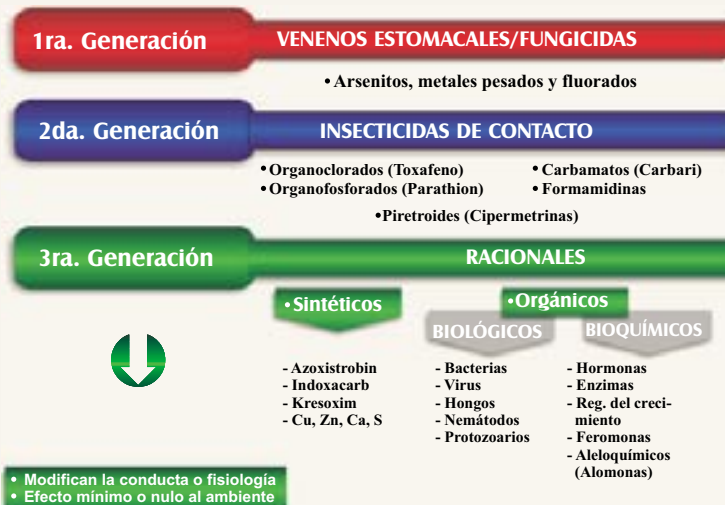 1ra. Generación
VENENOS ESTOMACALES/FUNGICIDAS
• Arsenitos, metales pesados y fluorados
2da. Generación
INSECTICIDAS DE CONTACTO
• Organoclorados (Toxafeno)
• Organofosforados (Parathion)
• Carbamatos (Carbari)
• Formamidinas
• Piretroides (Cipermetrinas)
3ra. Generación
RACIONALES
• Sintéticos
- Azoxistrobin
- Indoxacarb
- Kresoxim
- Cu, Zn, Ca, S
• Orgánicos
BIOLÓGICOS
- Bacterias
- Virus
- Hongos
- Nemátodos
- Protozoarios
BIOQUÍMICOS
- Hormonas
- Enzimas
- Reg. del creci-
miento
- Feromonas
- Aleloquímicos
(Alomonas)
• Modifican la conducta o fisiología
• Efecto mínimo o nulo al ambiente